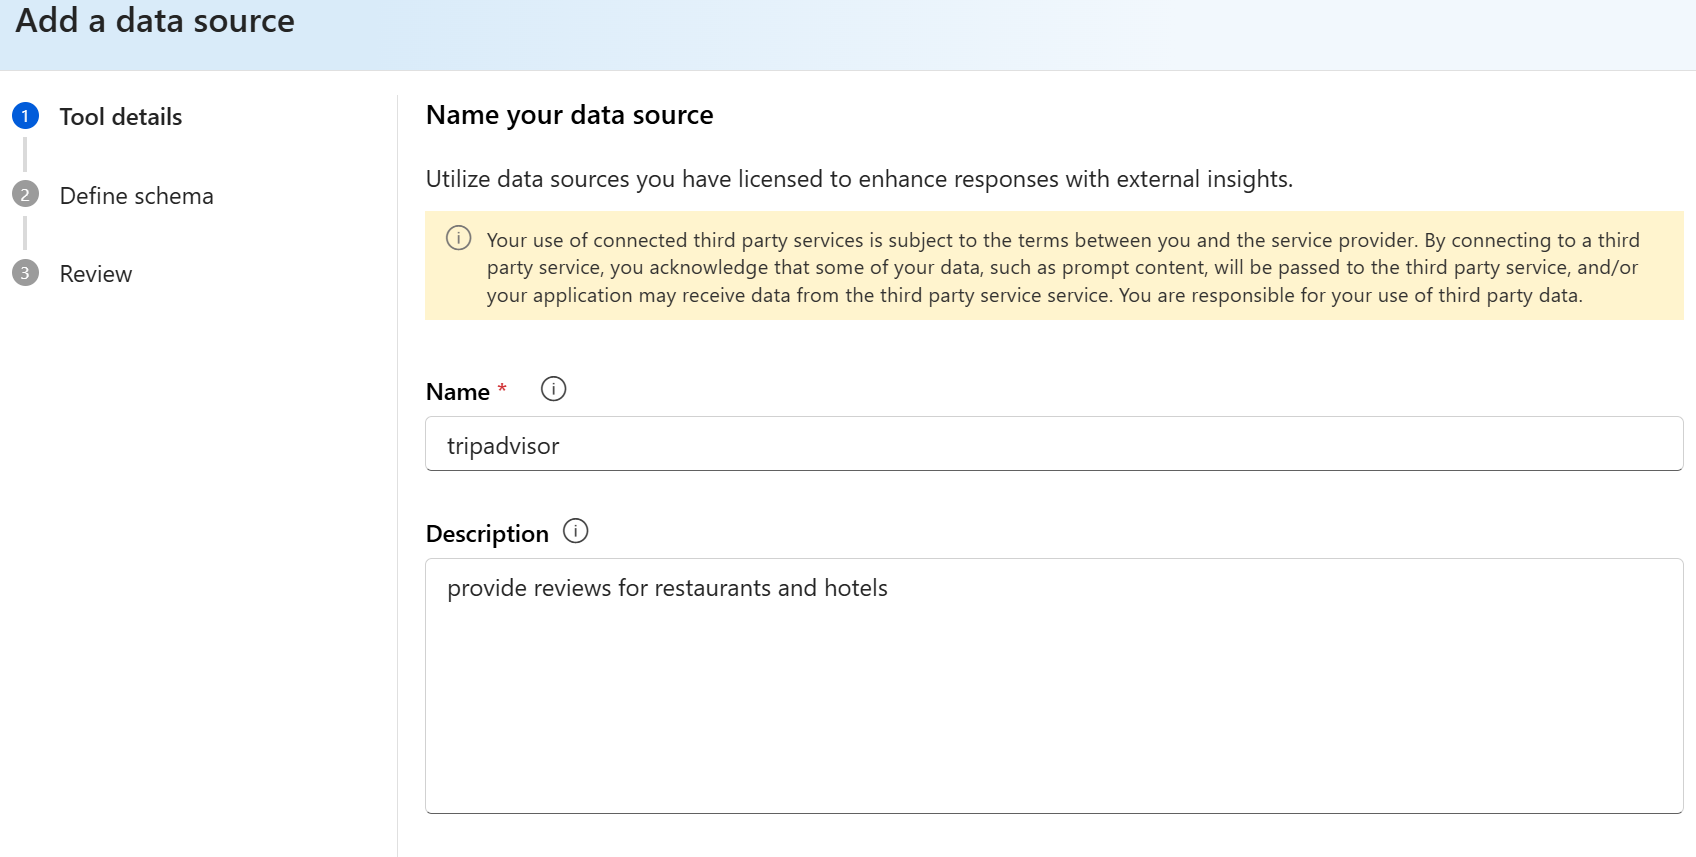 Add a data source
1 Tool details
2 Define schema
3 Review
Name your data source
Utilize data sources you have licensed to enhance responses with external insights.
Your use of connected third party services is subject to the terms between you and the service provider. By connecting to a third
party service, you acknowledge that some of your data, such as prompt content, will be passed to the third party service, and/or
your application may receive data from the third party service service. You are responsible for your use of third party data.
Name *
tripadvisor
Description
provide reviews for restaurants and hotels